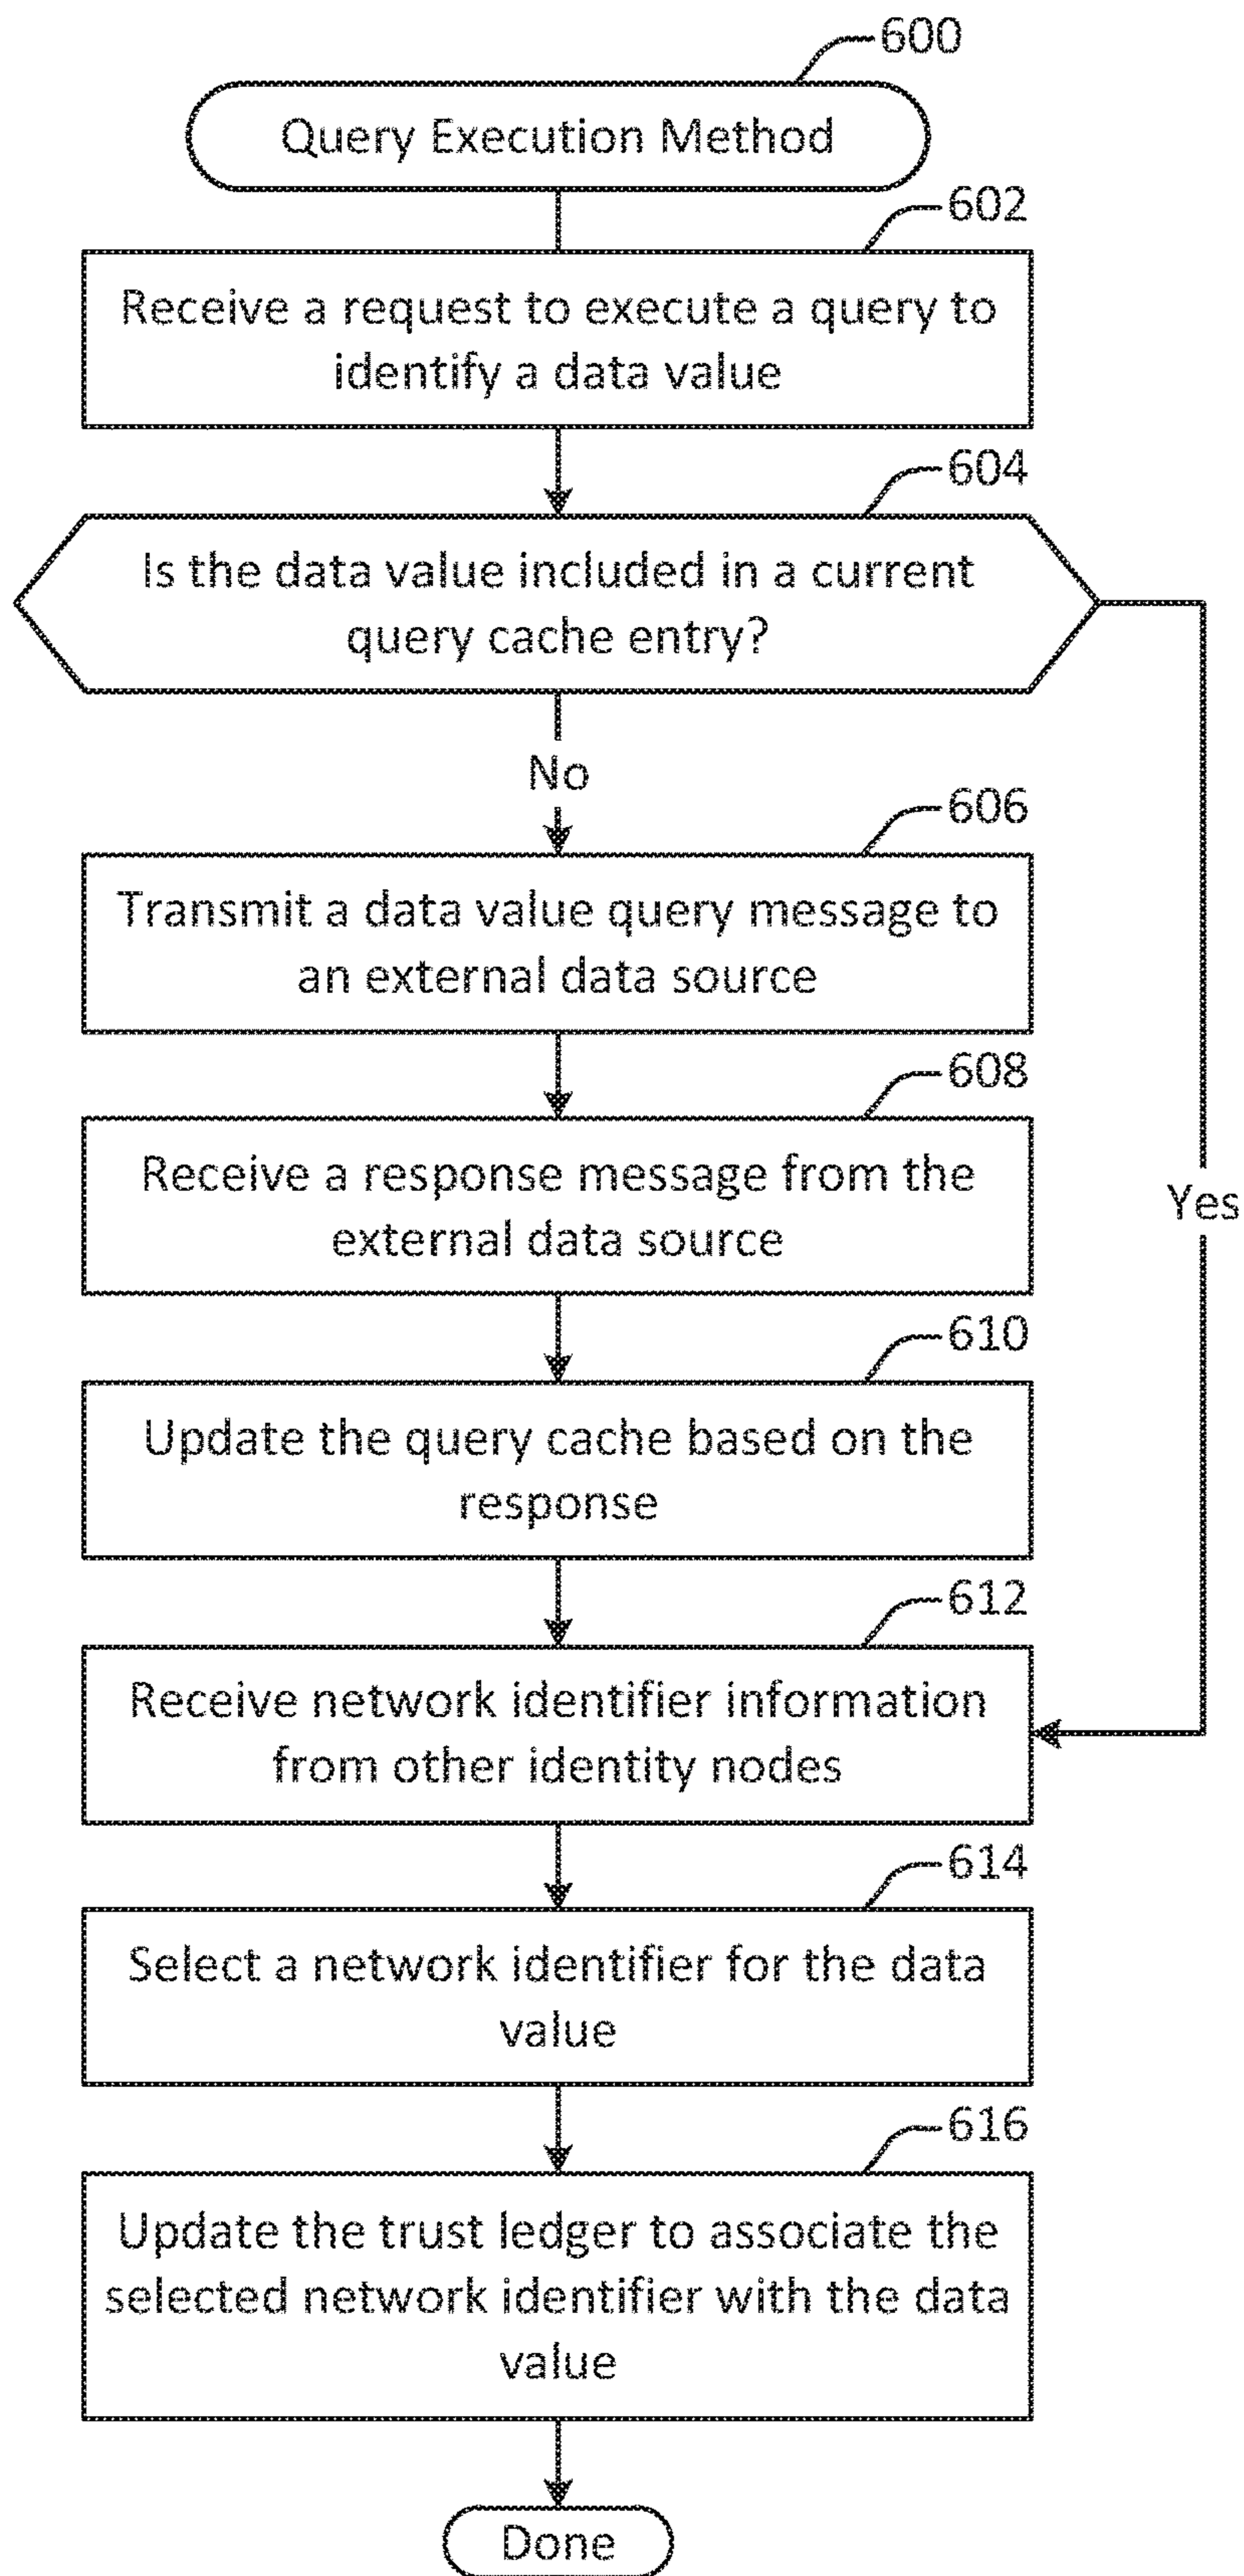 600
Query Execution Method
602
Receive a request to execute a query to
identify a data value
604
Is the data value included in a current
query cache entry?
No
606
Transmit a data value query message to
an external data source
608
Receive a response message from the
external data source
Yes
610
Update the query cache based on the
response
612
Receive network identifier information
from other identity nodes
614
Select a network identifier for the data
value
616
Update the trust ledger to associate the
selected network identifier with the data
value
Done